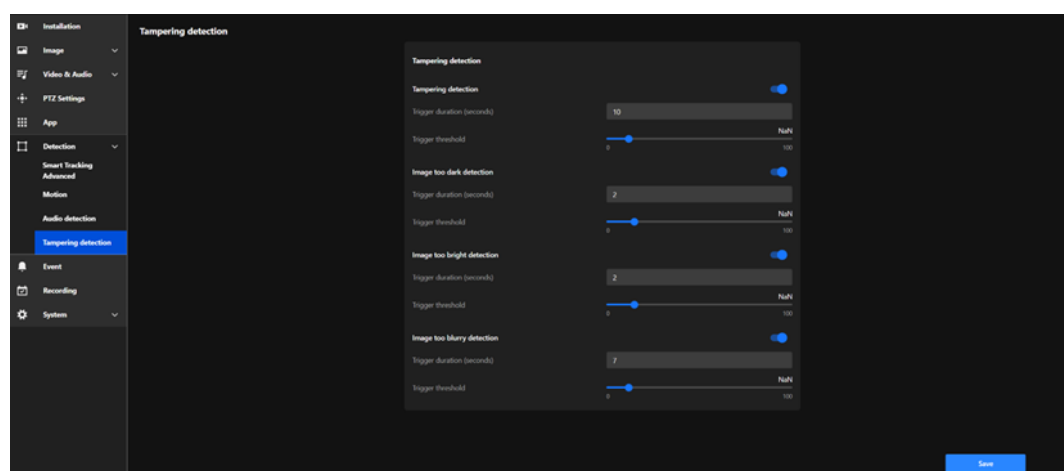 Installation
Image
Video & Audio
PTZ Settings
App
Detection
Smart Tracking
Advanced
Motion
Audio detection
Tampering detection
Event
Recording
System
Tampering detection
Tampering detection
Tampering detection
Trigger duration (seconds) 10
Trigger threshold NaN
0 100
Image too dark detection
Trigger duration (seconds) 2
Trigger threshold NaN
0 100
Image too bright detection
Trigger duration (seconds) 2
Trigger threshold NaN
0 100
Image too blurry detection
Trigger duration (seconds) 7
Trigger threshold NaN
0 100
Save